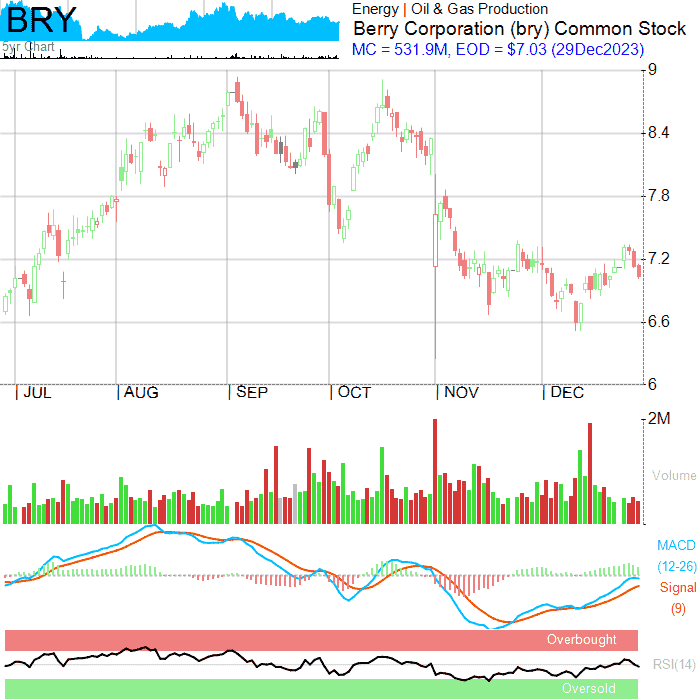 BRY
5yr Chart
Energy | Oil & Gas Production
Berry Corporation (bry) Common Stock
MC = 531.9M, EOD = $7.03 (29Dec2023)
9
8.4
7.8
7.2
6.6
6
| JUL | AUG | SEP | OCT | NOV | DEC
2M
Volume
MACD
(12-26)
Signal
(9)
Overbought
RSI(14)
Oversold